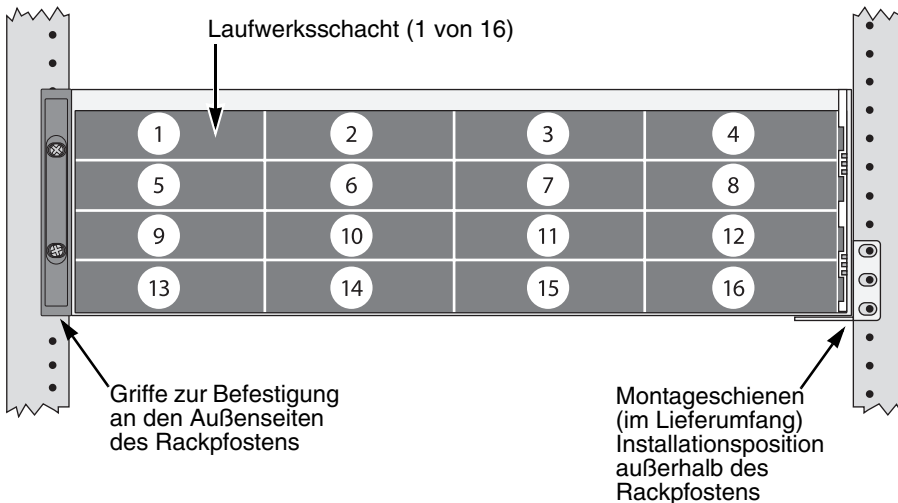 Laufwerksschacht (1 von 16)
1 2 3 4
5 6 7 8
9 10 11 12
13 14 15 16
Griffe zur Befestigung
an den Außenseiten
des Rackpfostens
Montageschienen
(im Lieferumfang)
Installationsposition
außerhalb des
Rackpfostens